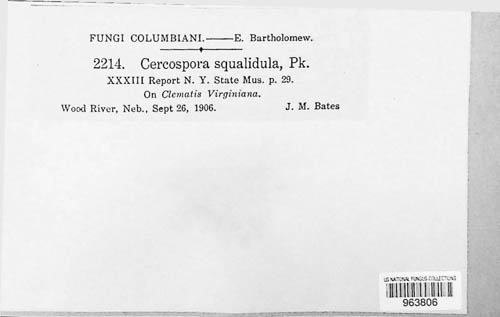 FUNGI COLUMBIANI.——E. Bartholomew.
2214. Cercospora squalidula, Pk.
XXXIII Report N. Y. State Mus. p. 29.
On Clematis Virginiana.
Wood River, Neb., Sept 26, 1906. J. M. Bates
US NATIONAL FUNGUS COLLECTIONS
963806